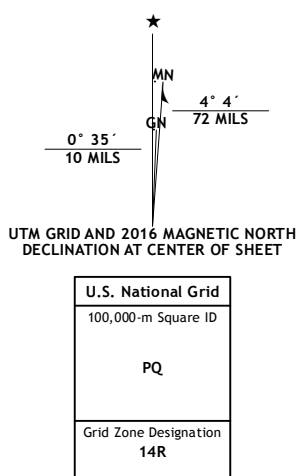 ★
MN
4° 4´
72 MILS
GN
0° 35´
10 MILS
UTM GRID AND 2016 MAGNETIC NORTH
DECLINATION AT CENTER OF SHEET
U.S. National Grid
100,000-m Square ID
PQ
Grid Zone Designation
14R